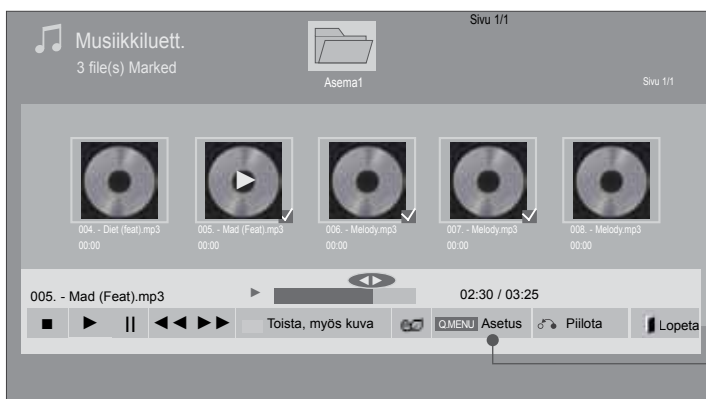 Sivu 1/1
Musiikkiluett.
3 file(s) Marked
Asema1
Sivu 1/1
004. - Diet (feat).mp3
00:00
005. - Mad (Feat).mp3
00:00
006. - Melody.mp3
00:00
007. - Melody.mp3
00:00
008. - Melody.mp3
00:00
005. - Mad (Feat).mp3
02:30 / 03:25
Toista, myös kuva
Q.MENU Asetus
Piilota
Lopeta